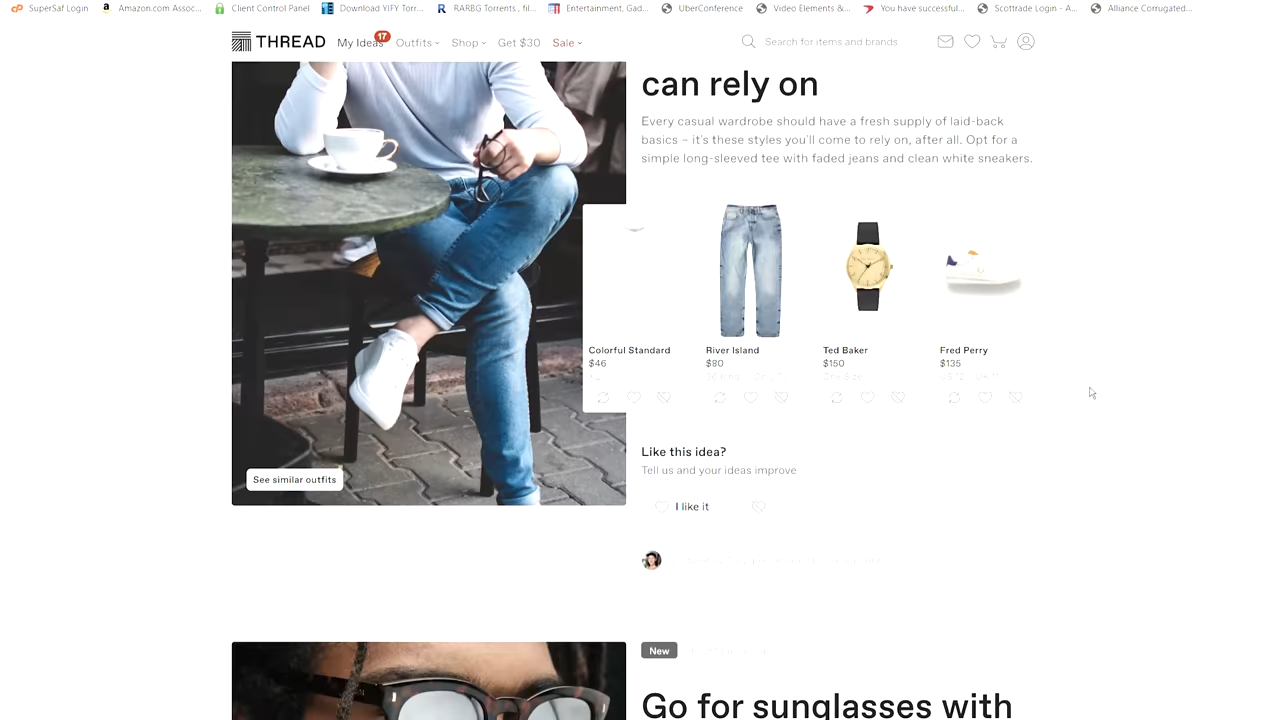 SuperSaf Login
Amazon.com Assoc...
Client Control Panel
Download YIFY Torr...
RARBG Torrents , fil...
Entertainment, Gad...
UberConference
Video Elements &...
You have successful...
Scottrade Login - A...
Alliance Corrugated...
THREAD
My Ideas
17
Outfits
Shop
Get $30
Sale
Search for items and brands
can rely on
Every casual wardrobe should have a fresh supply of laid-back
basics – it's these styles you'll come to rely on, after all. Opt for a
simple long-sleeved tee with faded jeans and clean white sneakers.
Colorful Standard
$46
River Island
$80
Ted Baker
$150
One Size
Fred Perry
$135
See similar outfits
Like this idea?
Tell us and your ideas improve
I like it
New
Go for sunglasses with